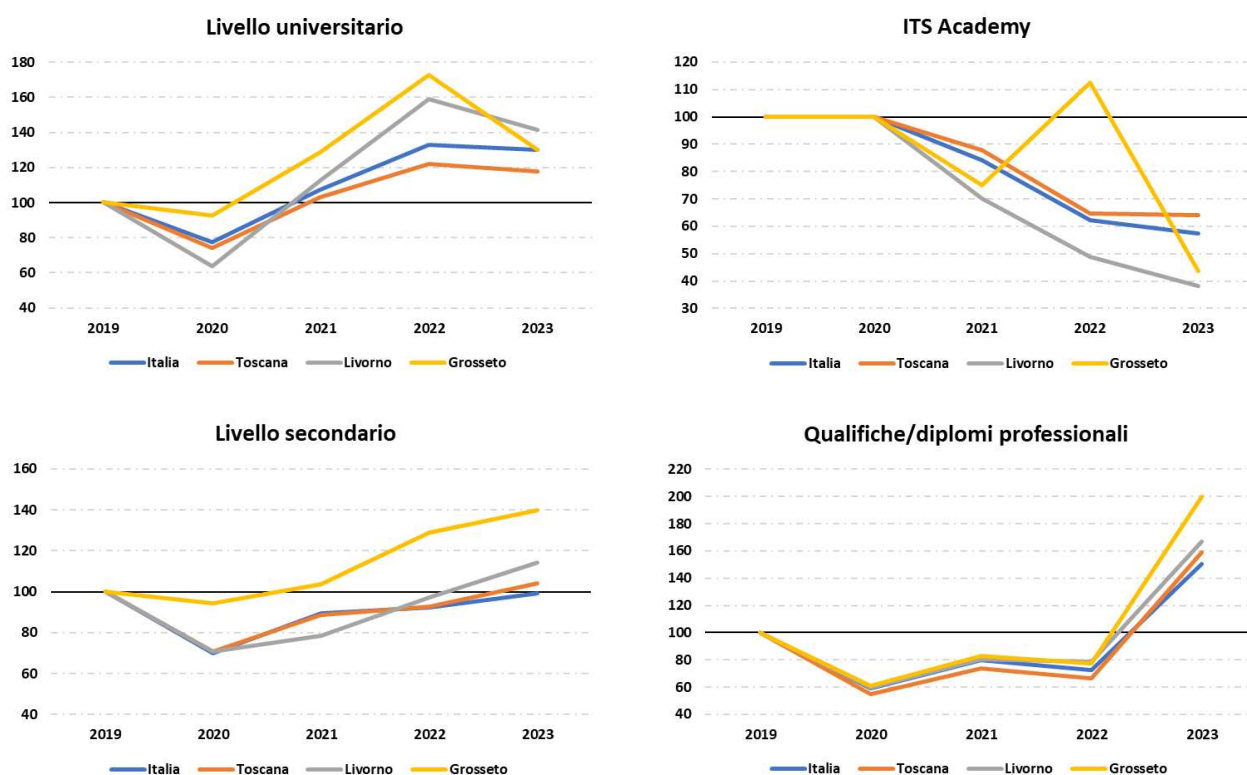 Livello universitario
180
160
140
120
100
80
60
40
2019 2020 2021 2022 2023
Italia Toscana Livorno Grosseto
ITS Academy
120
110
100
90
80
70
60
50
40
30
2019 2020 2021 2022 2023
Italia Toscana Livorno Grosseto
Livello secondario
160
140
120
100
80
60
40
2019 2020 2021 2022 2023
Italia Toscana Livorno Grosseto
Qualifiche/diplomi professionali
220
200
180
160
140
120
100
80
60
40
2019 2020 2021 2022 2023
Italia Toscana Livorno Grosseto